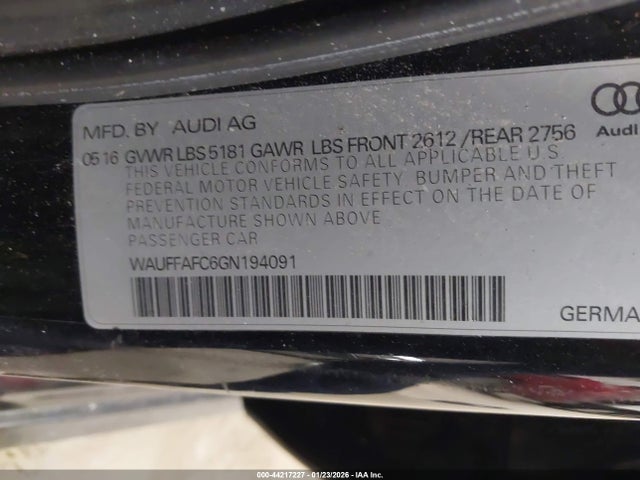 MFD. BY AUDI AG
0516 GVWR LBS 5181 GAWR LBS FRONT 2612 /REAR 2756
THIS VEHICLE CONFORMS TO ALL APPLICABLE U.S.
FEDERAL MOTOR VEHICLE SAFETY, BUMPER AND THEFT
PREVENTION STANDARDS IN EFFECT ON THE DATE OF
MANUFACTURE SHOWN ABOVE
PASSENGER CAR
WAUFFAFC6GN194091
Audi
GERMA
000-44217227 - 01/23/2026 - IAA Inc.